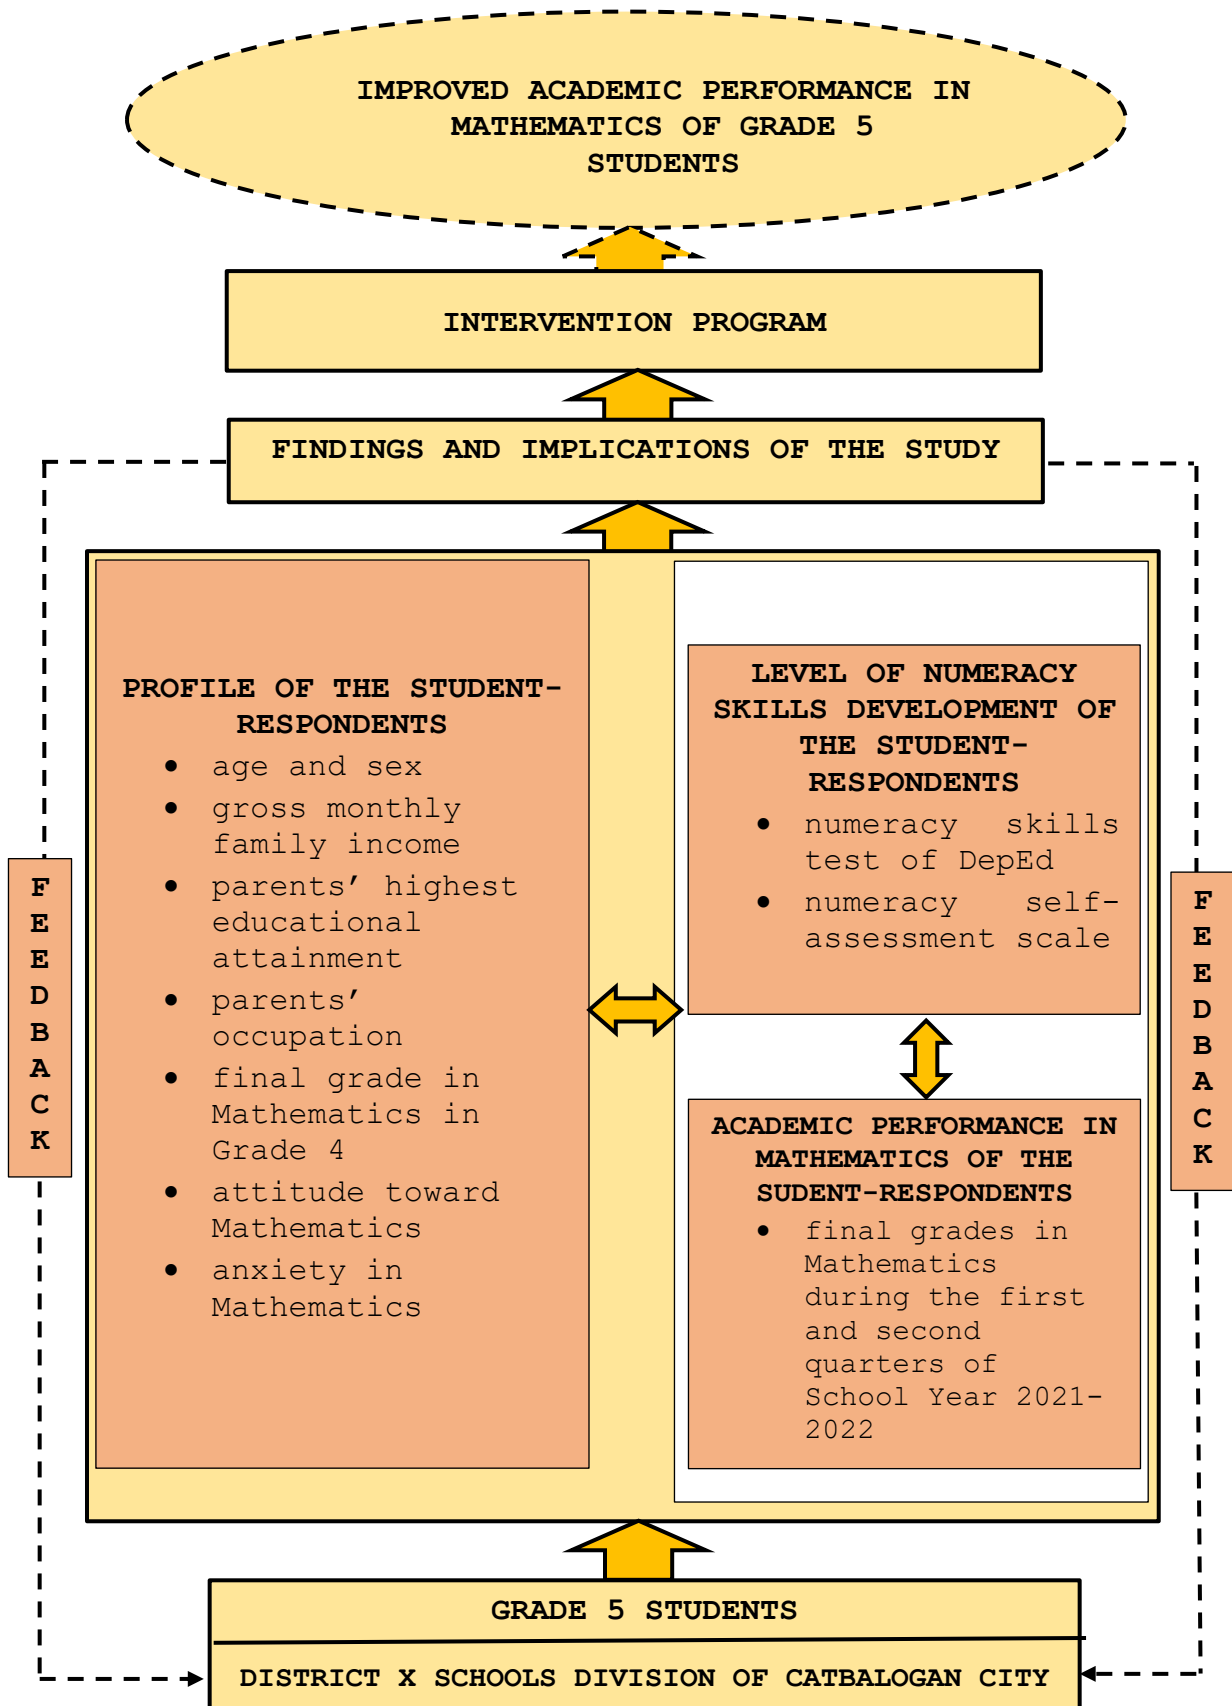 IMPROVED ACADEMIC PERFORMANCE IN
MATHEMATICS OF GRADE 5
STUDENTS
INTERVENTION PROGRAM
FINDINGS AND IMPLICATIONS OF THE STUDY
PROFILE OF THE STUDENT-
RESPONDENTS
• age and sex
• gross monthly
family income
• parents’ highest
educational
attainment
• parents’
occupation
• final grade in
Mathematics in
Grade 4
• attitude toward
Mathematics
• anxiety in
Mathematics
LEVEL OF NUMERACY
SKILLS DEVELOPMENT OF
THE STUDENT-
RESPONDENTS
• numeracy skills
test of DepEd
• numeracy self-
assessment scale
ACADEMIC PERFORMANCE IN
MATHEMATICS OF THE
SUDENT-RESPONDENTS
• final grades in
Mathematics
during the first
and second
quarters of
School Year 2021-
2022
F
E
E
D
B
A
C
K
F
E
E
D
B
A
C
K
GRADE 5 STUDENTS
DISTRICT X SCHOOLS DIVISION OF CATBALOGAN CITY